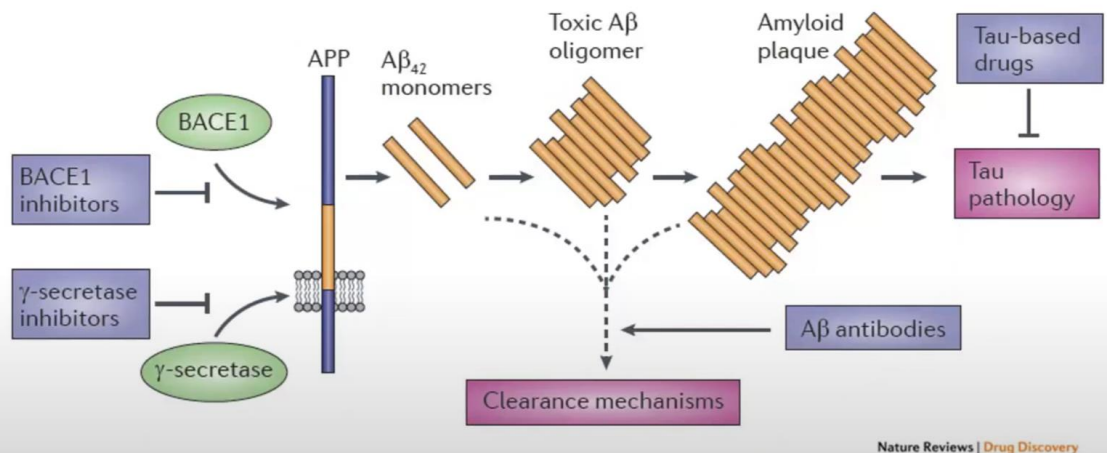 APP
Aβ₄₂
monomers
Toxic Aβ
oligomer
Amyloid
plaque
Tau-based
drugs
BACE1
BACE1
inhibitors
Tau
pathology
γ-secretase
inhibitors
γ-secretase
Aβ antibodies
Clearance mechanisms
Nature Reviews | Drug Discovery